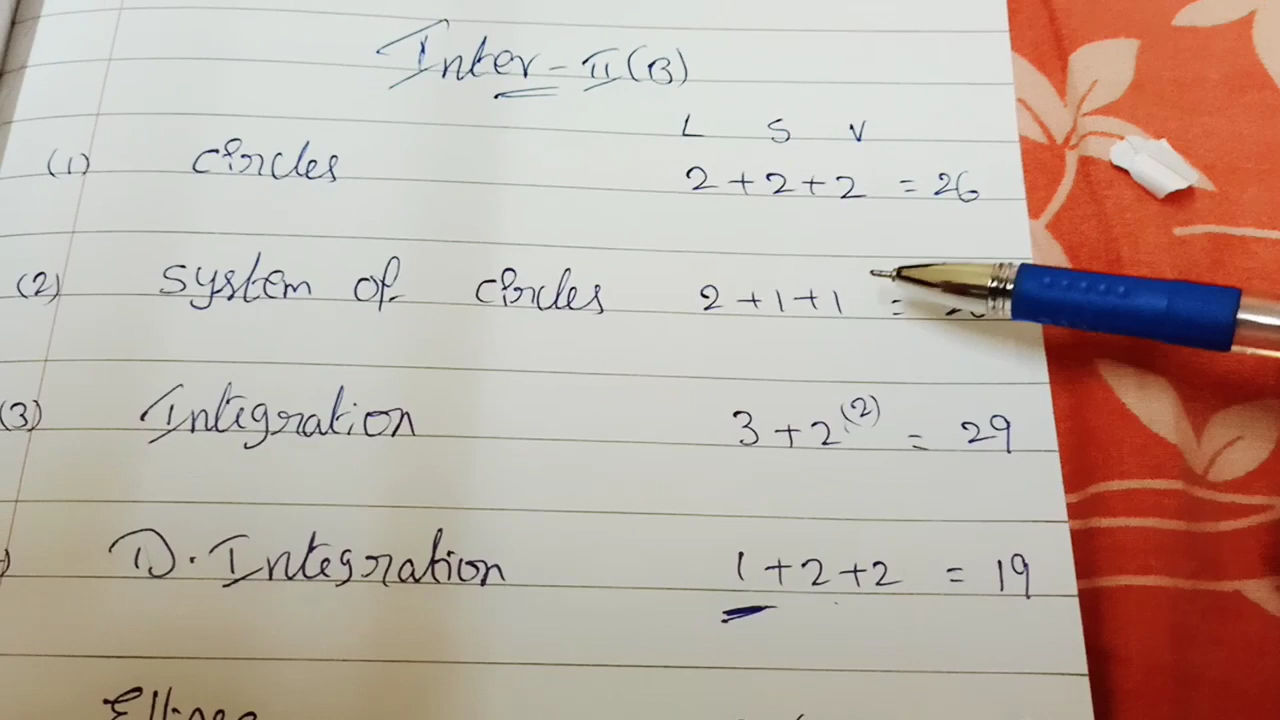 Inter - II(B)
L S V
(1) circles 2 + 2 + 2 = 26
(2) system of circles 2 + 1 + 1 =
(3) Integration 3 + 2 (2) = 29
) D. Integration 1 + 2 + 2 = 19